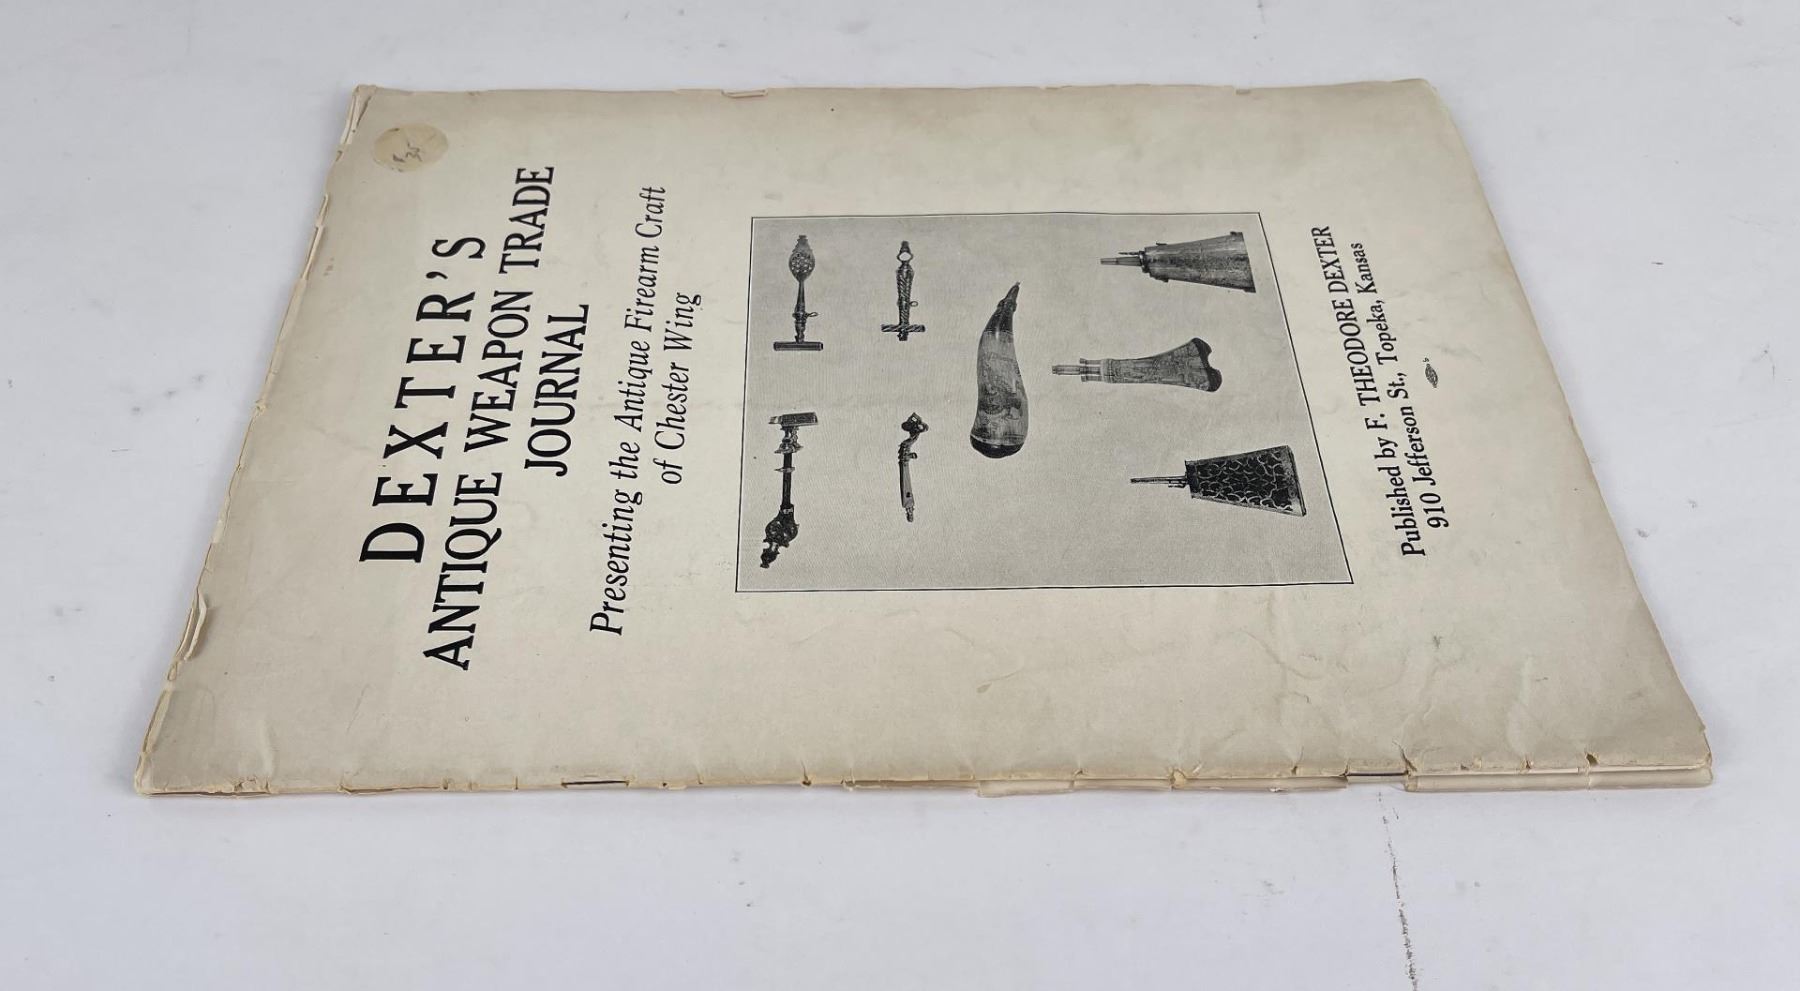 $35
DEXTER'S
ANTIQUE WEAPON TRADE
JOURNAL
Presenting the Antique Firearm Craft
of Chester Wing
Published by F. THEODORE DEXTER
910 Jefferson St., Topeka, Kansas